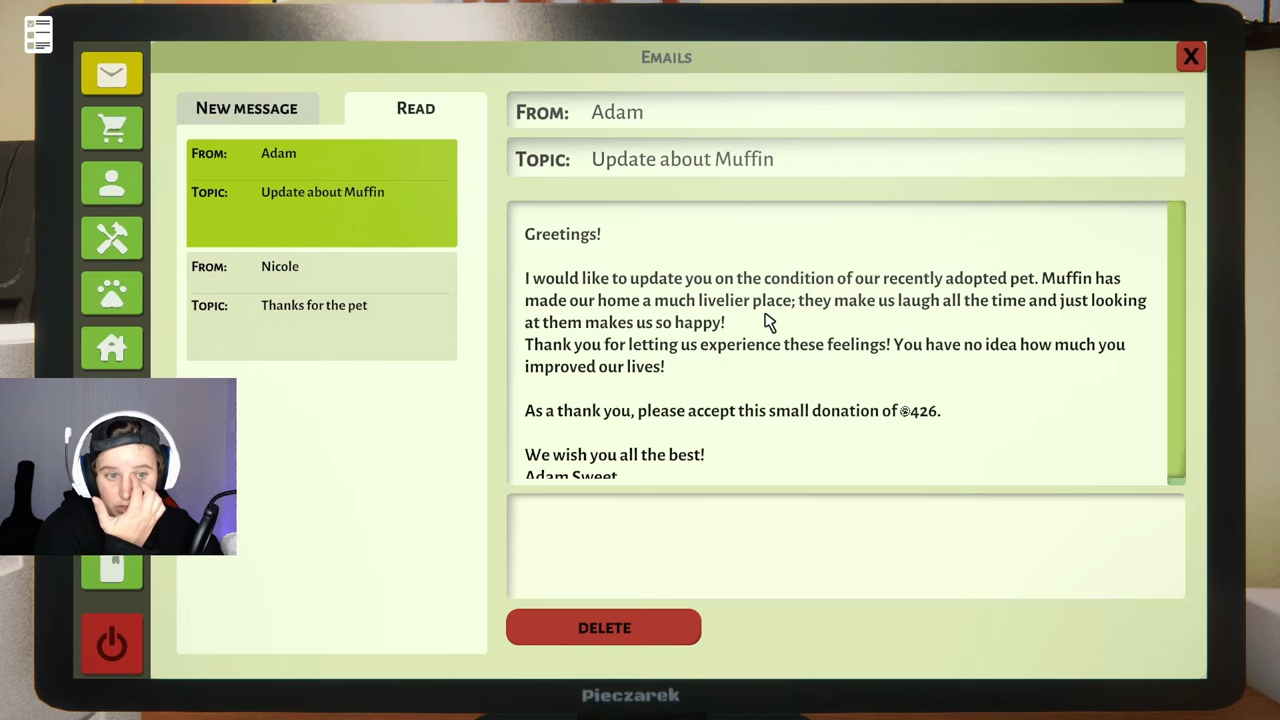 EMAILS
X
NEW MESSAGE
READ
FROM: Adam
TOPIC: Update about Muffin
FROM: Nicole
TOPIC: Thanks for the pet
FROM: Adam
TOPIC: Update about Muffin
Greetings!
I would like to update you on the condition of our recently adopted pet. Muffin has
made our home a much livelier place; they make us laugh all the time and just looking
at them makes us so happy!
Thank you for letting us experience these feelings! You have no idea how much you
improved our lives!
As a thank you, please accept this small donation of 426.
We wish you all the best!
Adam Sweet
DELETE
Pieczarek